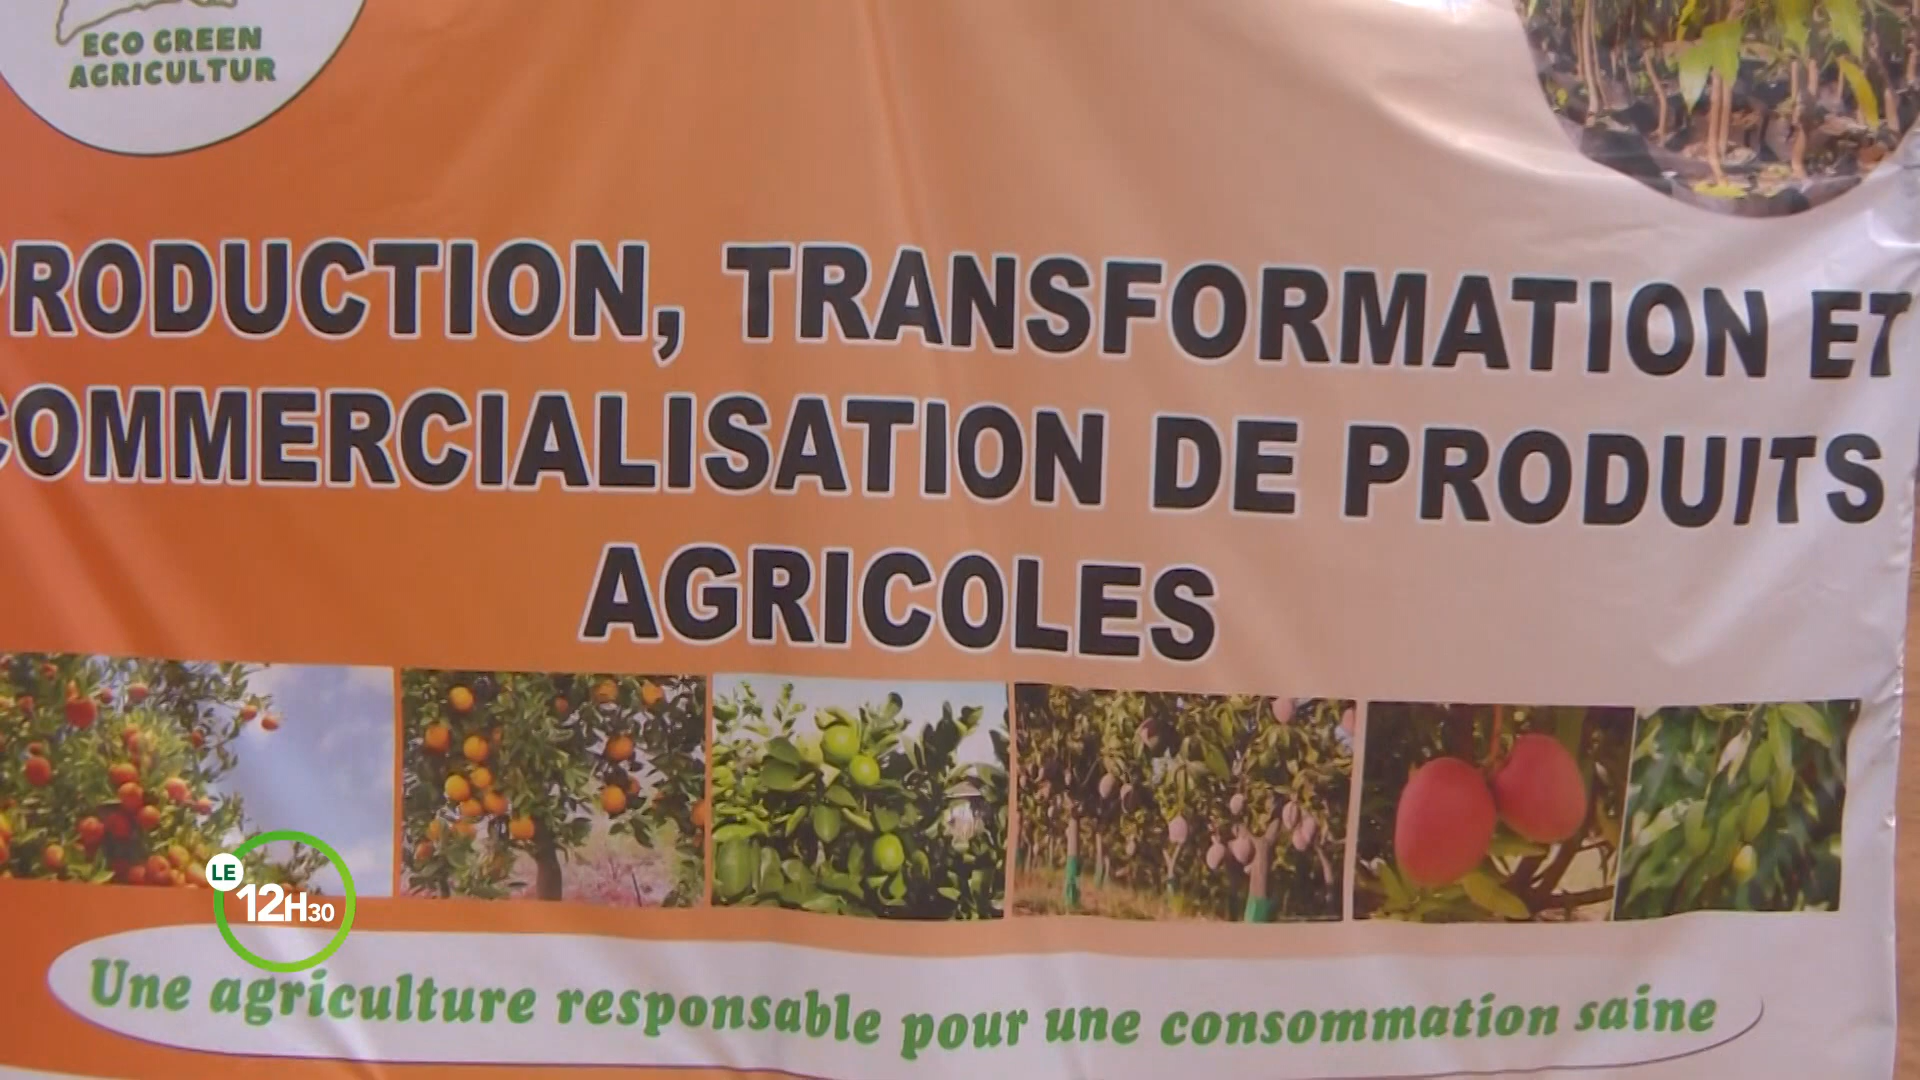 ECO GREEN
AGRICULTUR
PRODUCTION, TRANSFORMATION ET
COMMERCIALISATION DE PRODUITS
AGRICOLES
LE
12H30
Une agriculture responsable pour une consommation saine